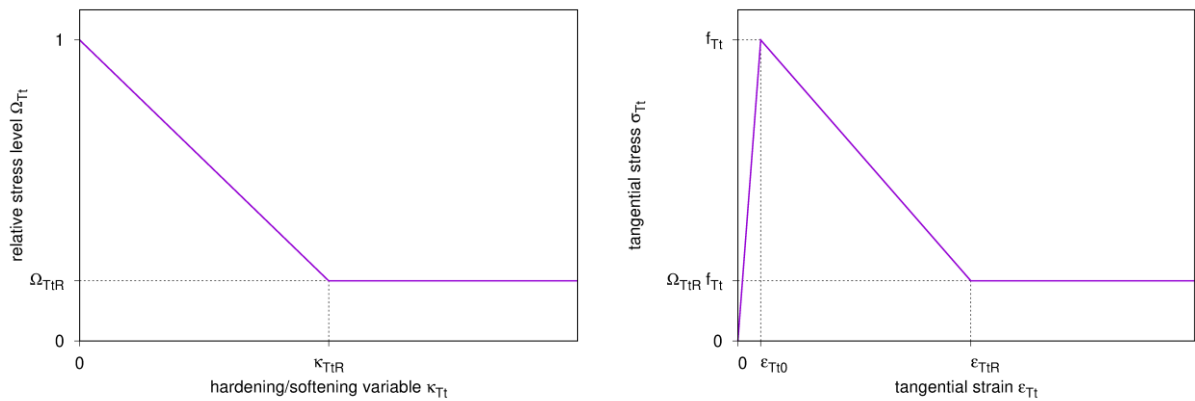 1
Ω_TtR
0
0
κ_TtR
relative stress level Ω_Tt
hardening/softening variable κ_Tt
f_Tt
Ω_TtR f_Tt
0
0
ε_Tt0
ε_TtR
tangential stress σ_Tt
tangential strain ε_Tt